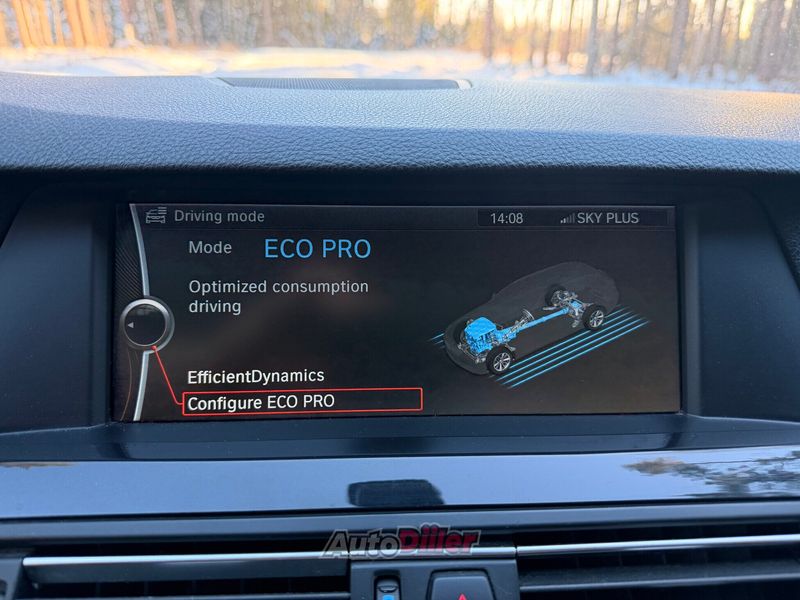 Driving mode
14:08
SKY PLUS
Mode ECO PRO
Optimized consumption
driving
EfficientDynamics
Configure ECO PRO
AutoDiller